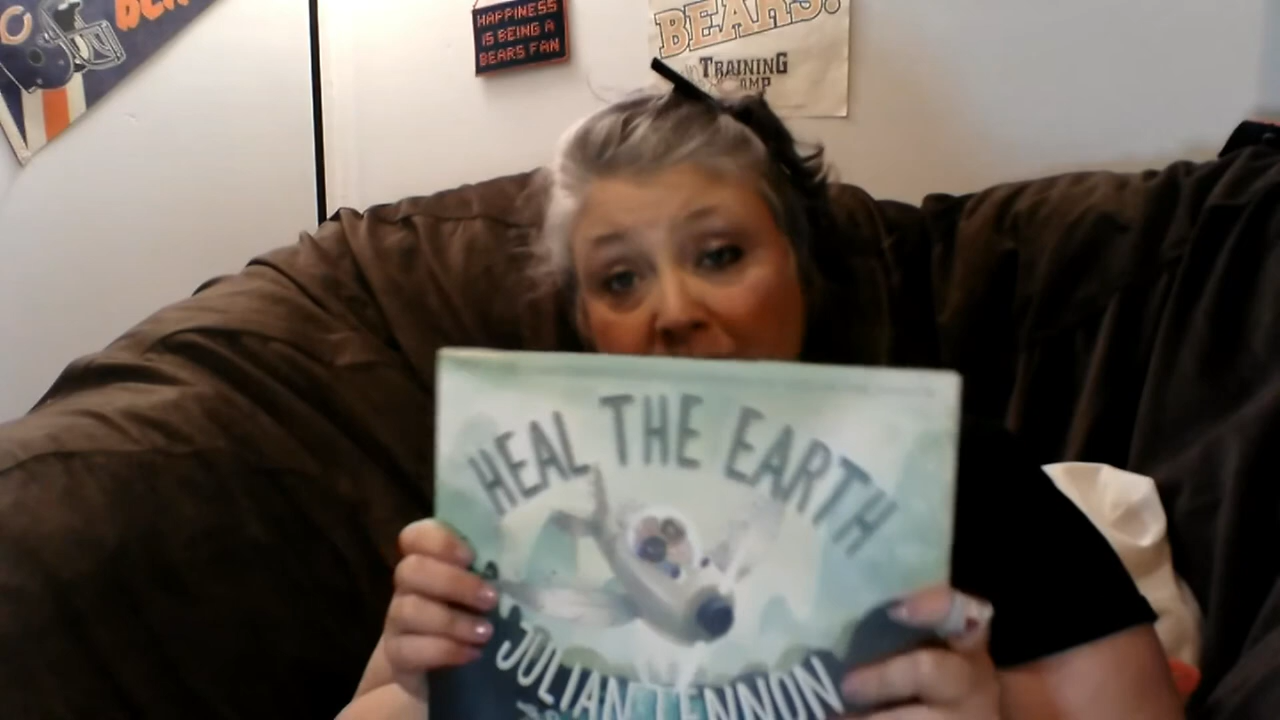 HAPPINESS
IS BEING A
BEARS FAN
BEARS!
TRAINING
HEAL THE EARTH
JULIAN LENNON